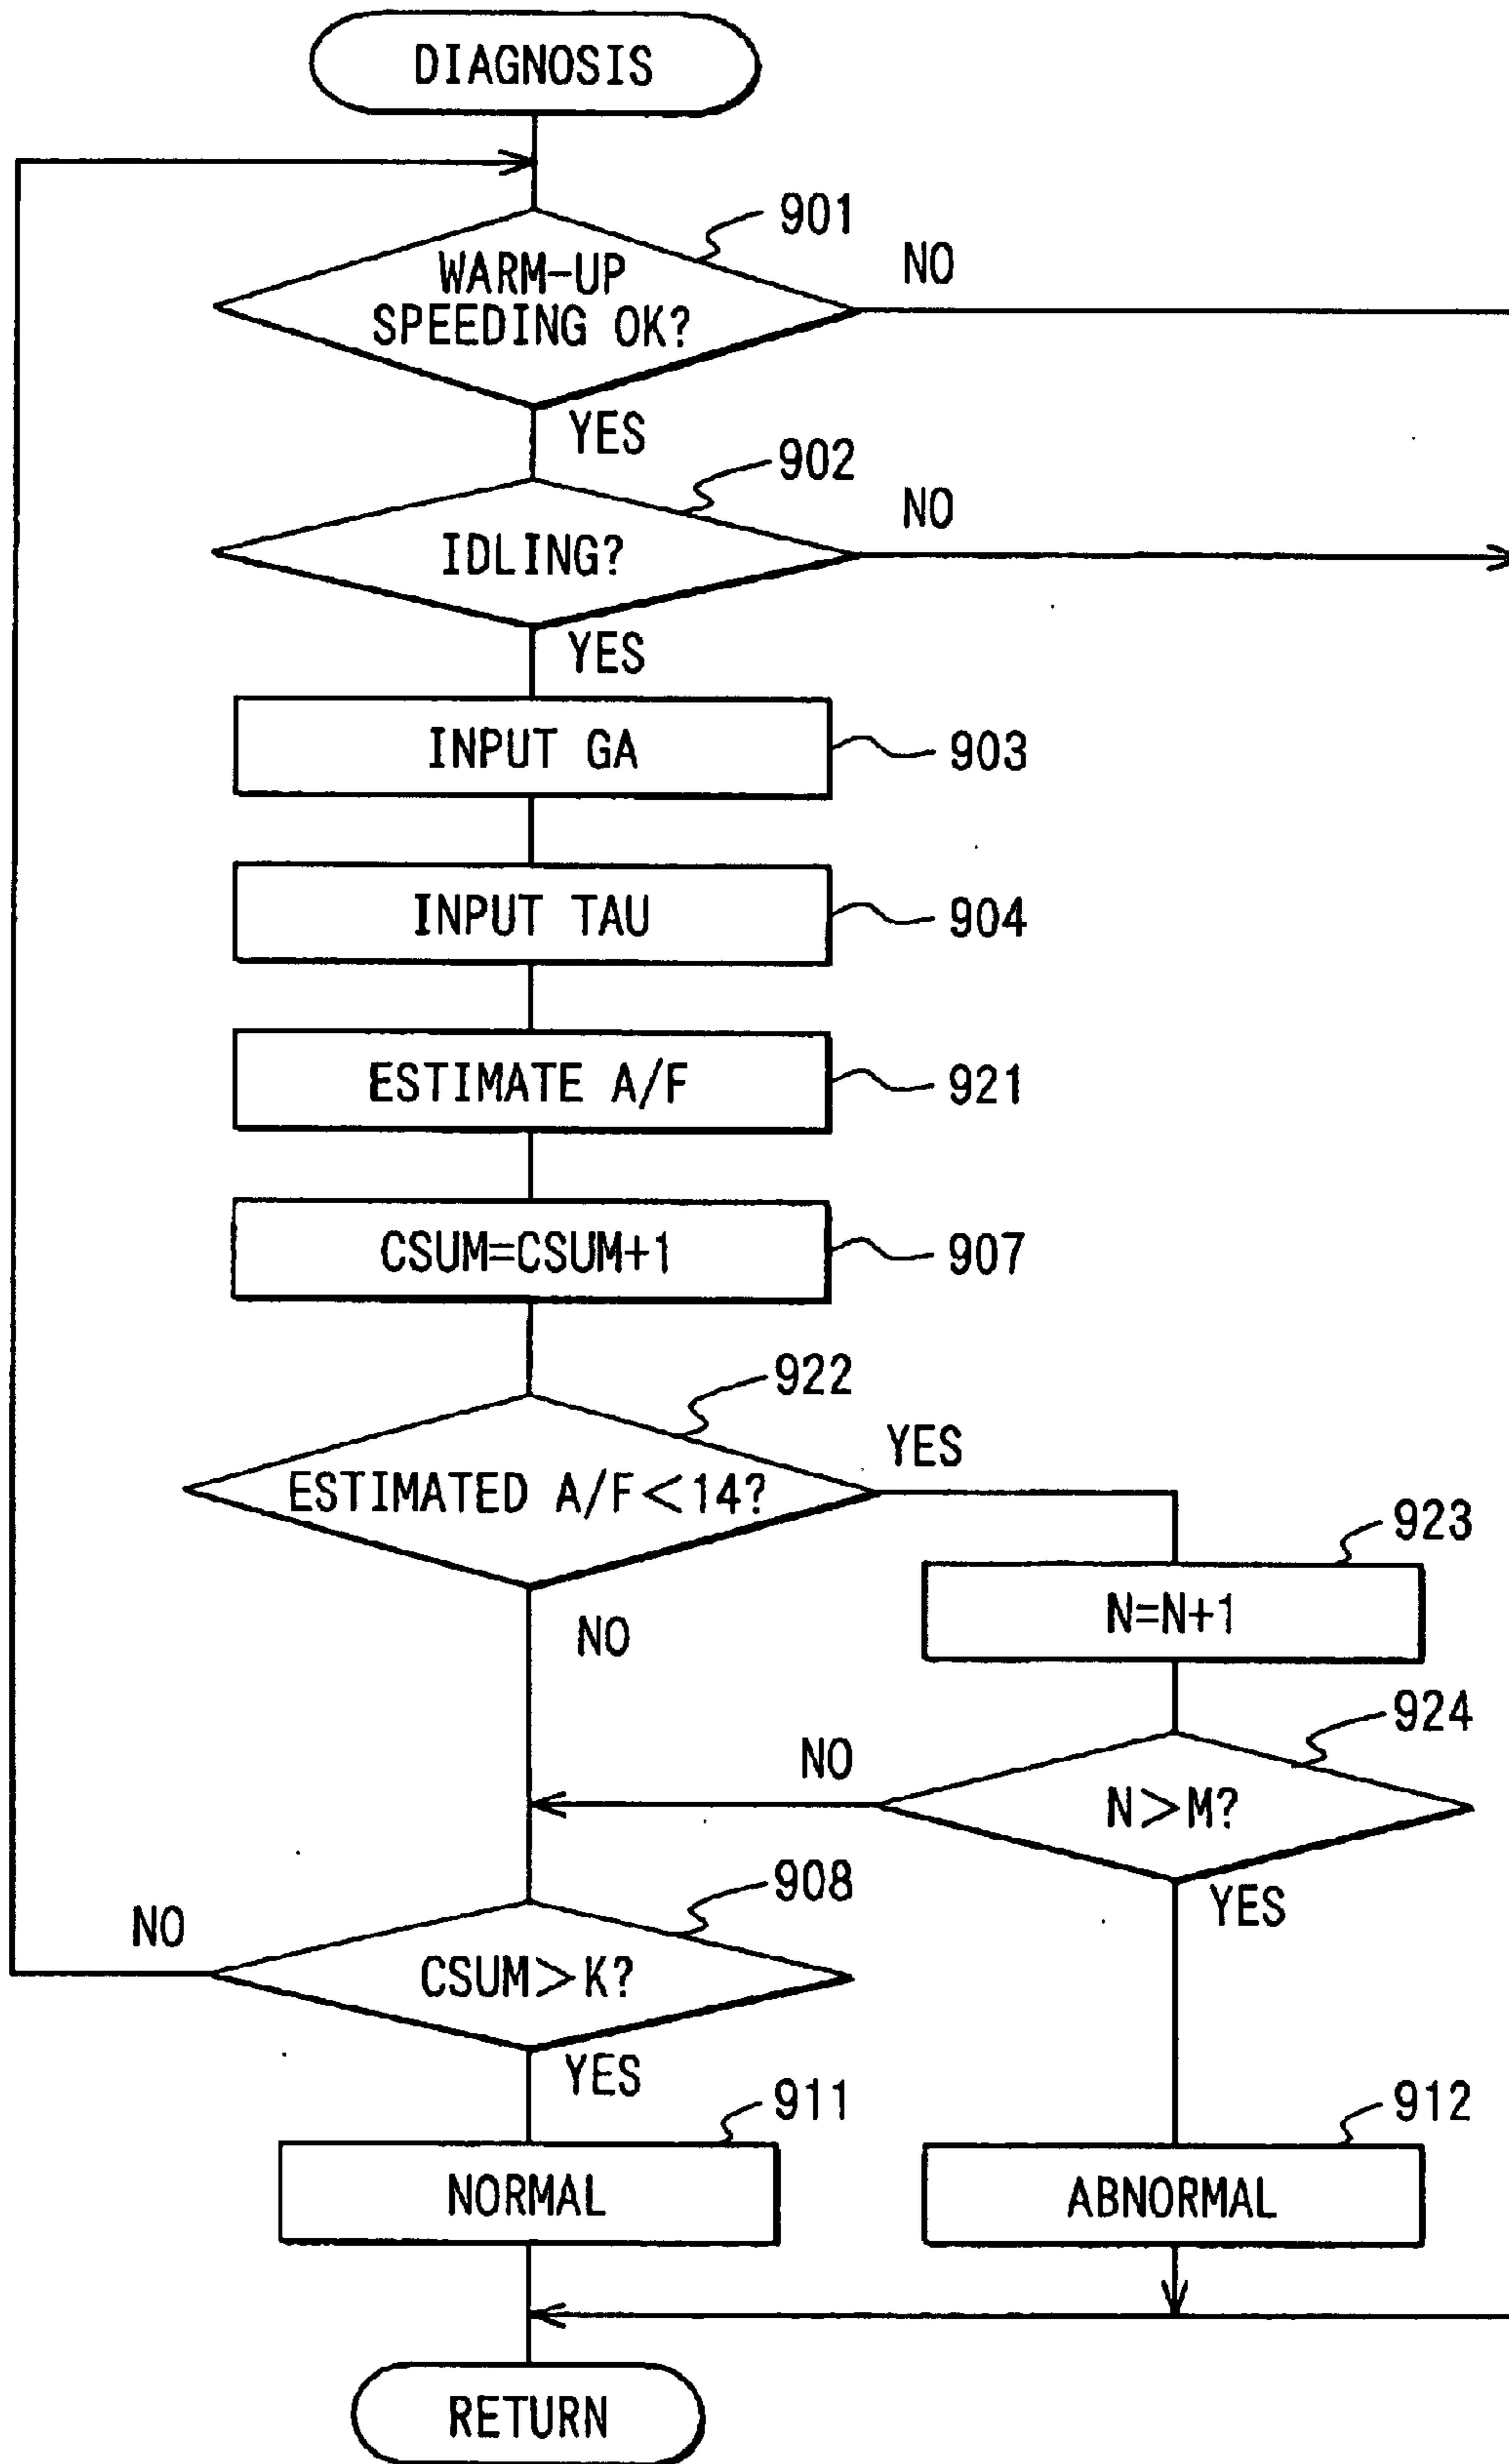 DIAGNOSIS
901
WARM-UP
SPEEDING OK?
NO
YES
902
IDLING?
NO
YES
INPUT GA
903
INPUT TAU
904
ESTIMATE A/F
921
CSUM=CSUM+1
907
922
ESTIMATED A/F<14?
YES
923
N=N+1
NO
924
N>M?
NO
YES
908
CSUM>K?
NO
YES
911
NORMAL
912
ABNORMAL
RETURN